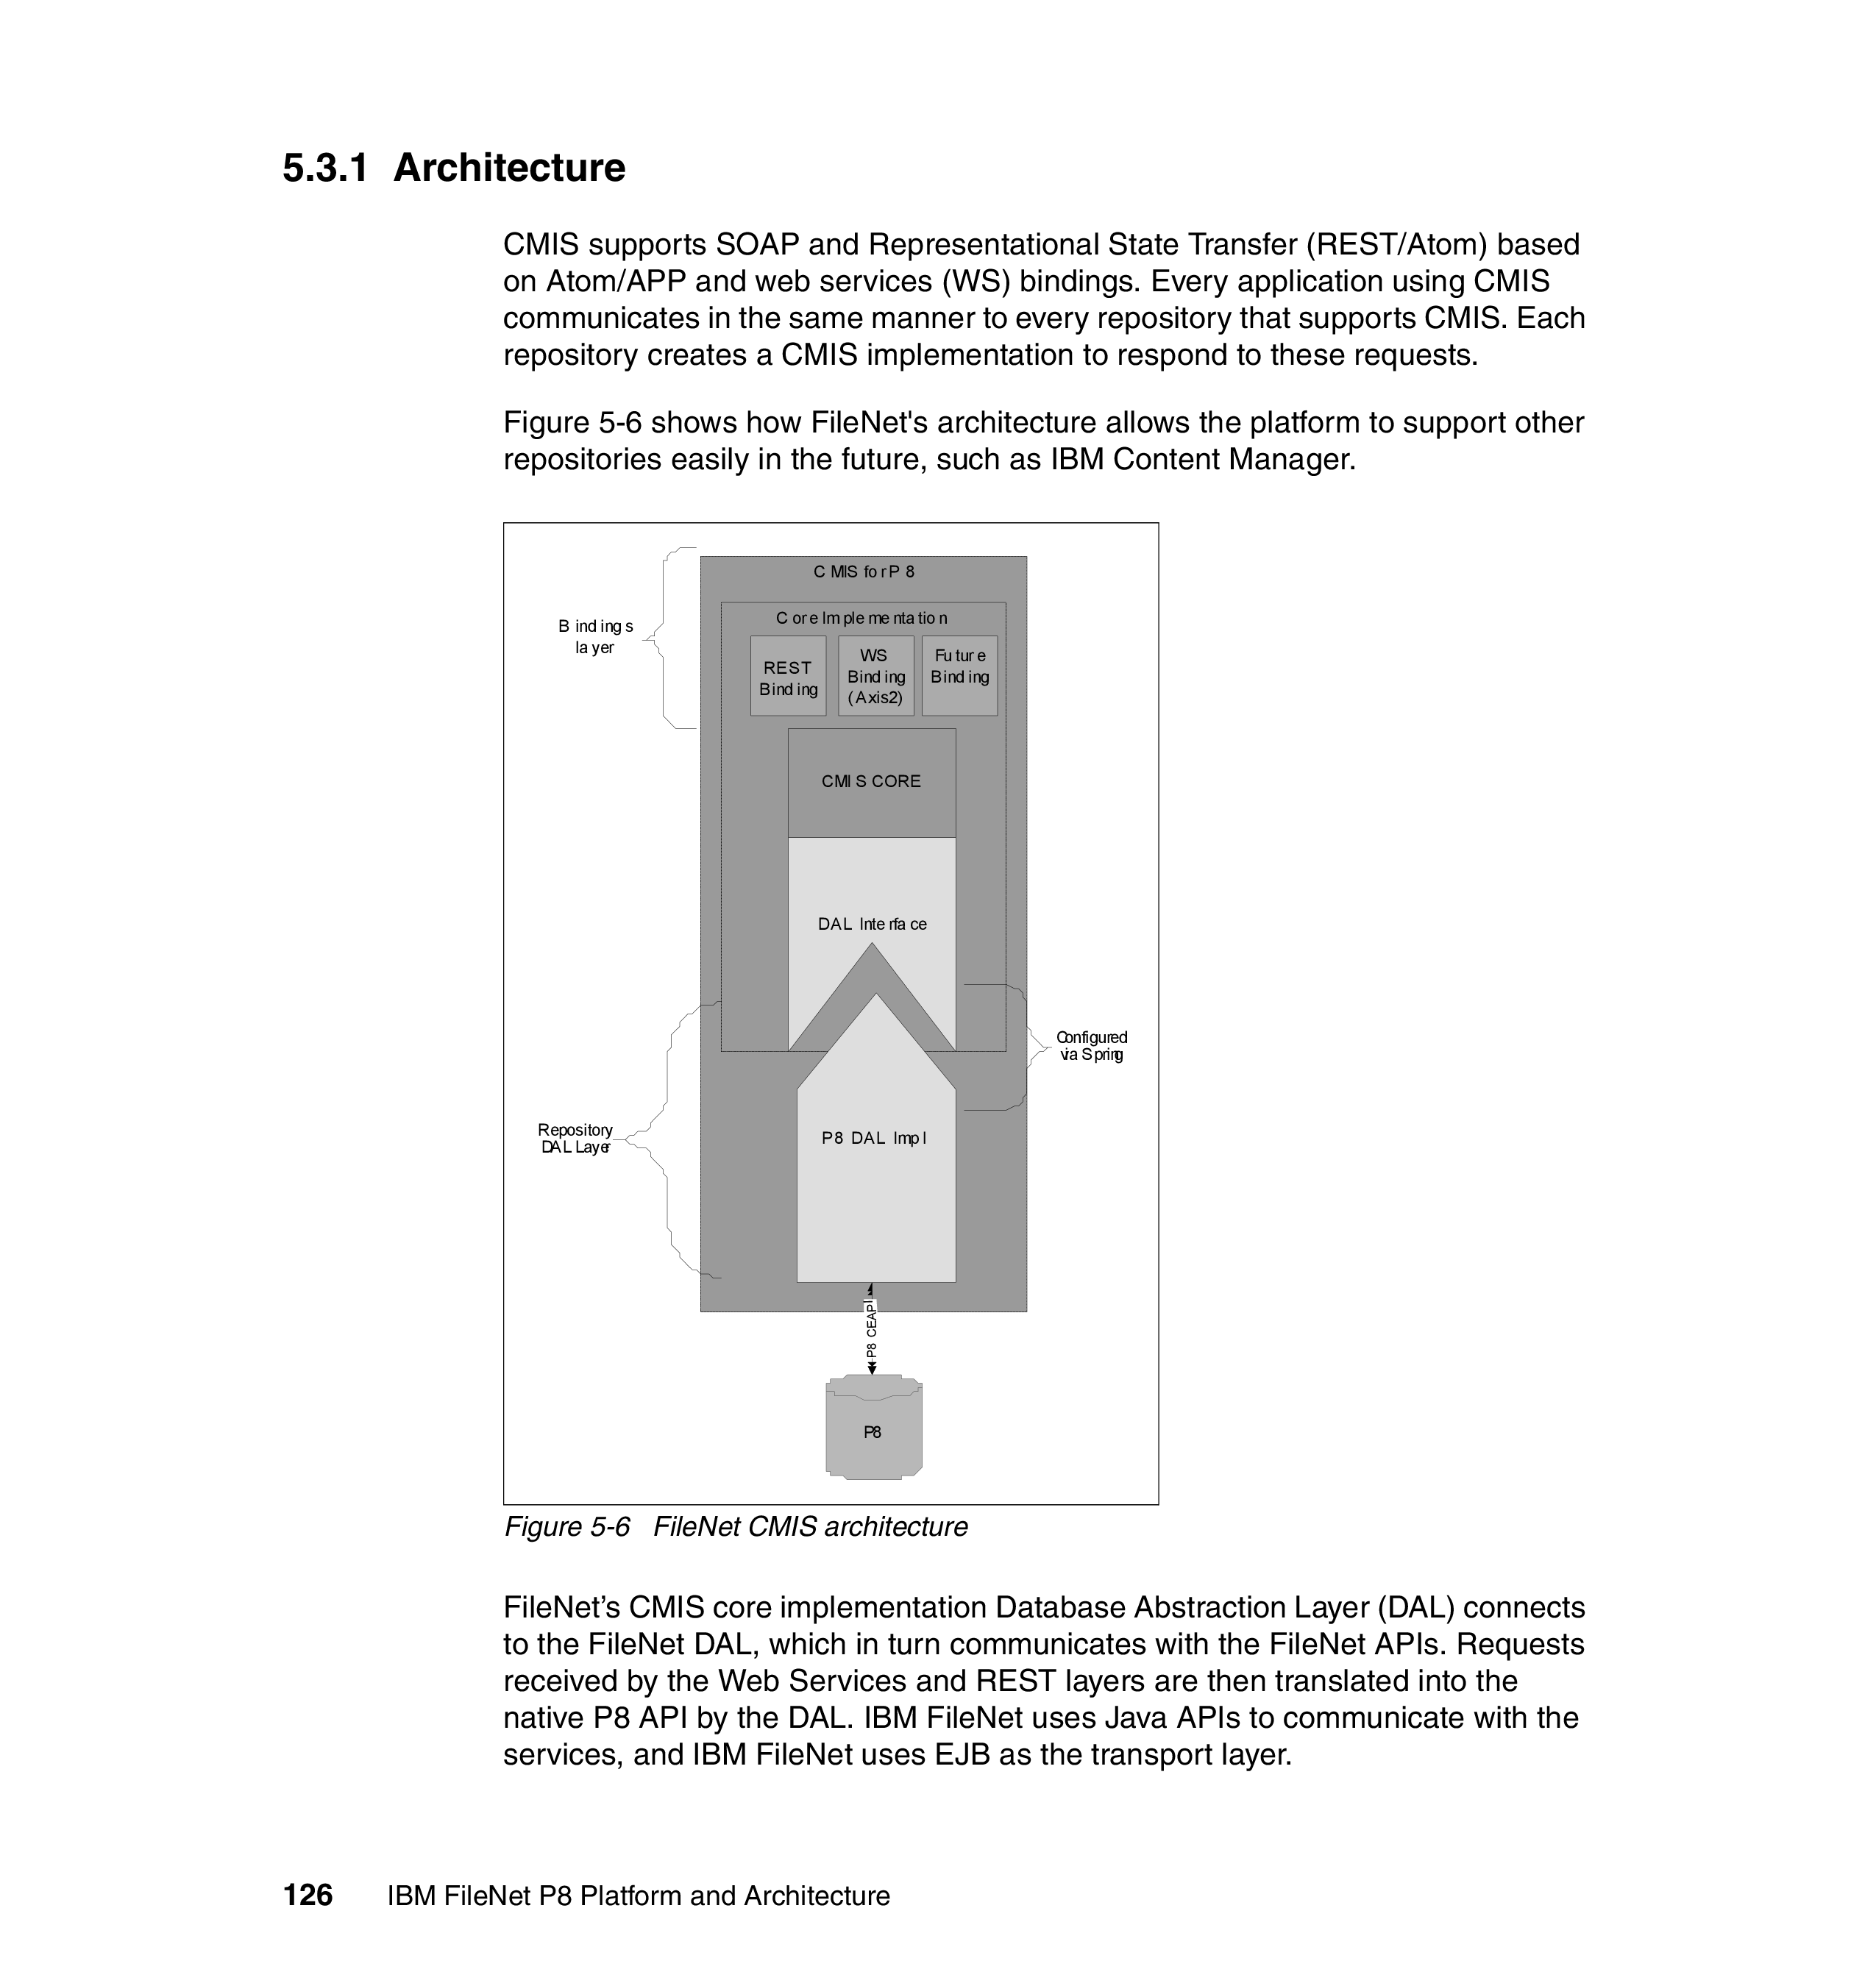 5.3.1 Architecture
CMIS supports SOAP and Representational State Transfer (REST/Atom) based
on Atom/APP and web services (WS) bindings. Every application using CMIS
communicates in the same manner to every repository that supports CMIS. Each
repository creates a CMIS implementation to respond to these requests.
Figure 5-6 shows how FileNet's architecture allows the platform to support other
repositories easily in the future, such as IBM Content Manager.
CMIS for P8
Core Implementation
Bindings
layer
REST
Binding
WS
Binding
(Axis2)
Future
Binding
CMIS CORE
DAL Interface
Configured
via Spring
Repository
DAL Layer
P8 DAL Impl
P8 CEAPI
P8
Figure 5-6 FileNet CMIS architecture
FileNet’s CMIS core implementation Database Abstraction Layer (DAL) connects
to the FileNet DAL, which in turn communicates with the FileNet APIs. Requests
received by the Web Services and REST layers are then translated into the
native P8 API by the DAL. IBM FileNet uses Java APIs to communicate with the
services, and IBM FileNet uses EJB as the transport layer.
126 IBM FileNet P8 Platform and Architecture